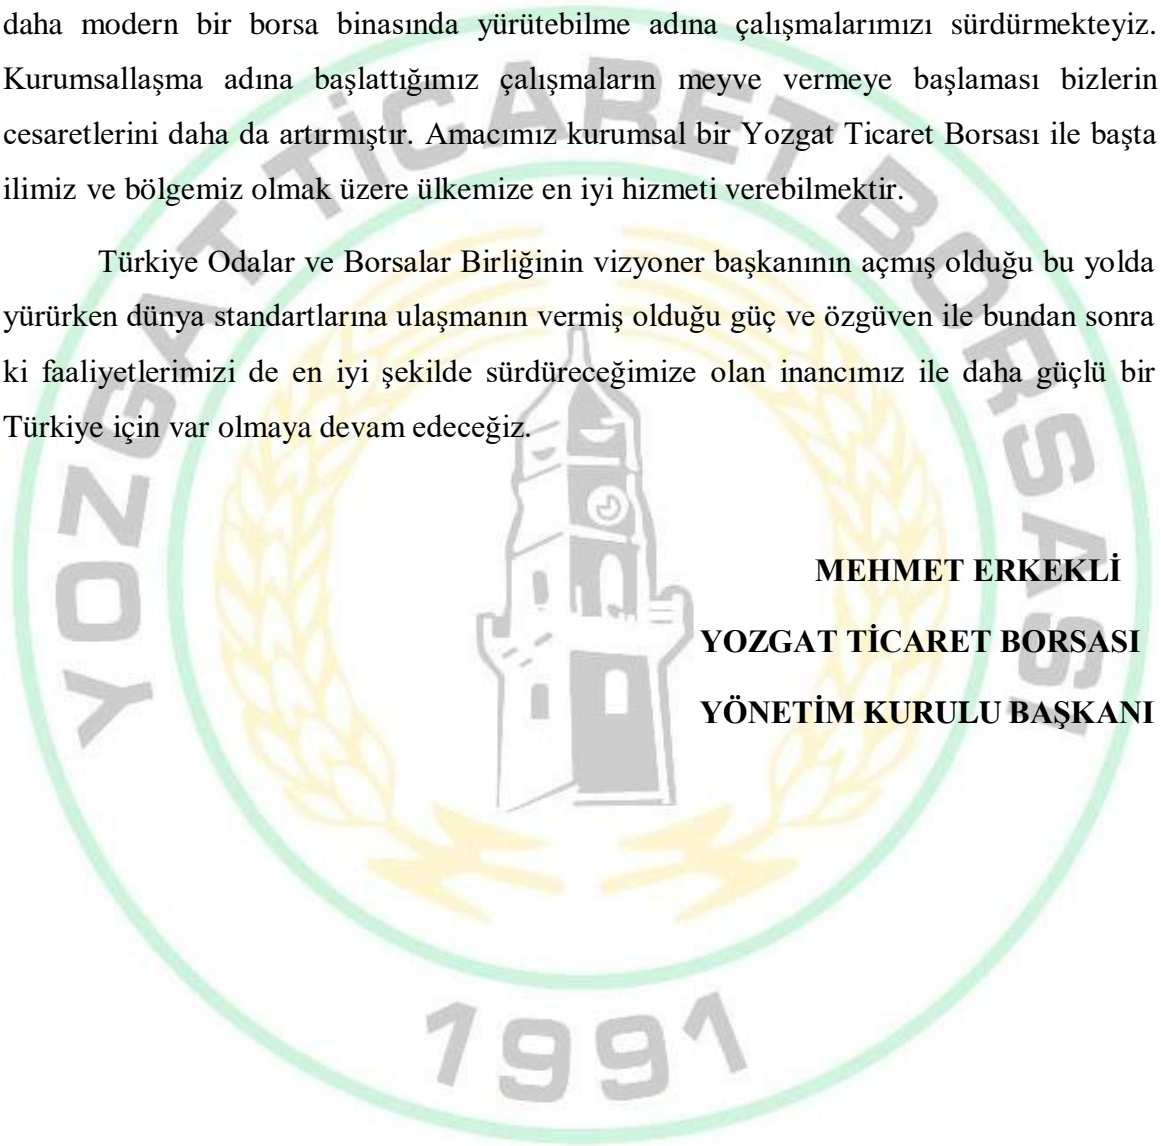 daha modern bir borsa binasında yürütebilme adına çalışmalarımızı sürdürmekteyiz.
Kurumsallaşma adına başlattığımız çalışmaların meyve vermeye başlaması bizlerin
cesaretlerini daha da artırmıştır. Amacımız kurumsal bir Yozgat Ticaret Borsası ile başta
ilimiz ve bölgemiz olmak üzere ülkemize en iyi hizmeti verebilmektir.
Türkiye Odalar ve Borsalar Birliğinin vizyoner başkanının açmış olduğu bu yolda
yürürken dünya standartlarına ulaşmanın vermiş olduğu güç ve özgüven ile bundan sonra
ki faaliyetlerimizi de en iyi şekilde sürdüreceğimize olan inancımız ile daha güçlü bir
Türkiye için var olmaya devam edeceğiz.
MEHMET ERKEKLİ
YOZGAT TİCARET BORSASI
YÖNETİM KURULU BAŞKANI
YOZGAT TİCARET BORSASI
1991